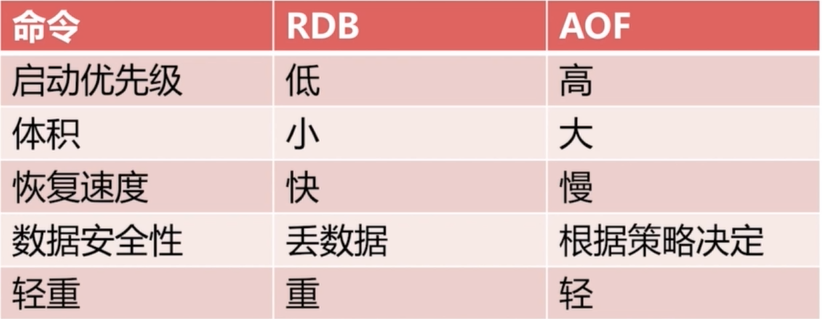 命令 RDB AOF
启动优先级 低 高
体积 小 大
恢复速度 快 慢
数据安全性 丢数据 根据策略决定
轻重 重 轻